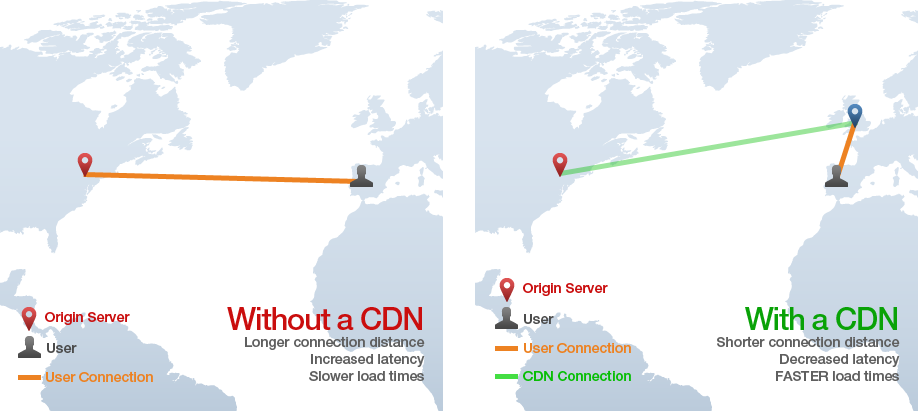 Without a CDN
Longer connection distance
Increased latency
Slower load times
Origin Server
User
User Connection
With a CDN
Shorter connection distance
Decreased latency
FASTER load times
Origin Server
User
User Connection
CDN Connection